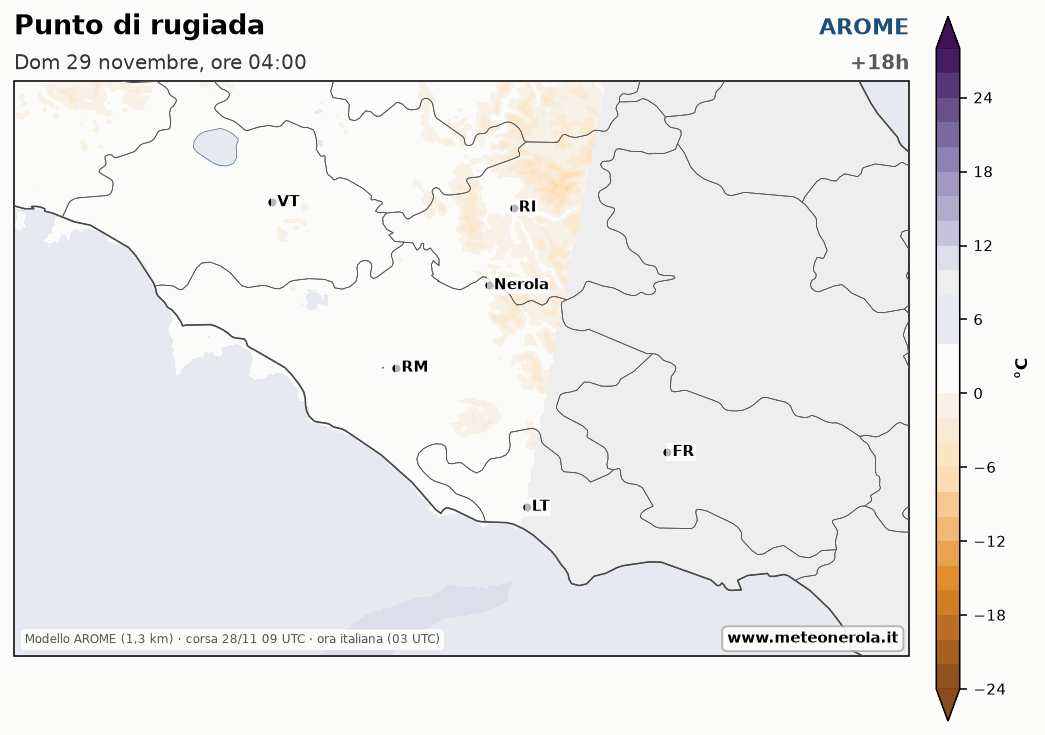 Punto di rugiada
AROME
Dom 29 novembre, ore 04:00
+18h
VT
RI
Nerola
RM
FR
LT
24
18
12
6
0
−6
−12
−18
−24
°C
Modello AROME (1,3 km) · corsa 28/11 09 UTC · ora italiana (03 UTC)
www.meteonerola.it